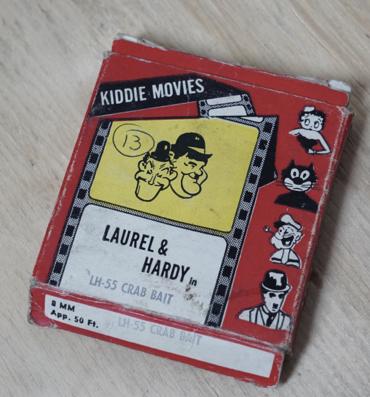 KIDDIE MOVIES
13
LAUREL &
HARDY in
LH-55 CRAB BAIT
8 MM
App. 50 Ft.
LH-55 CRAB BAIT